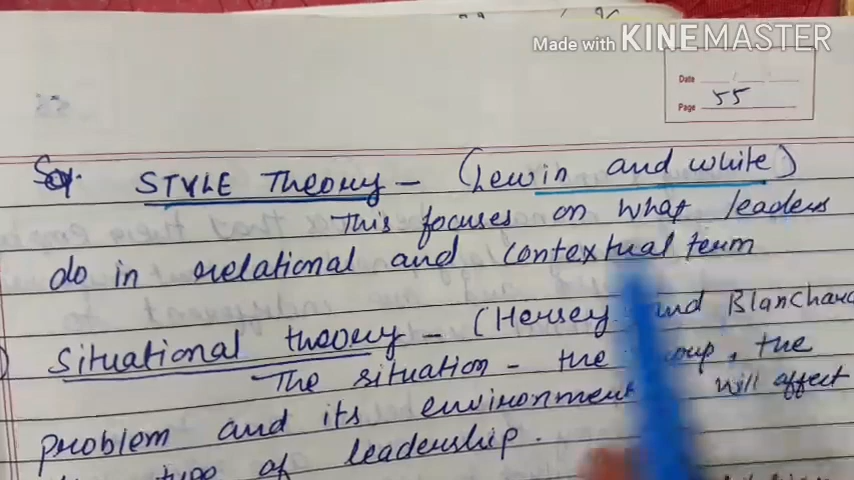 Made with KINEMASTER
Date
Page 55
STYLE Theory - (Lewin and white)
This focuses on what leaders
do in relational and contextual term
Situational theory - (Hersey and Blanchard
The situation - the group, the
problem and its environment will affect
type of leadership.